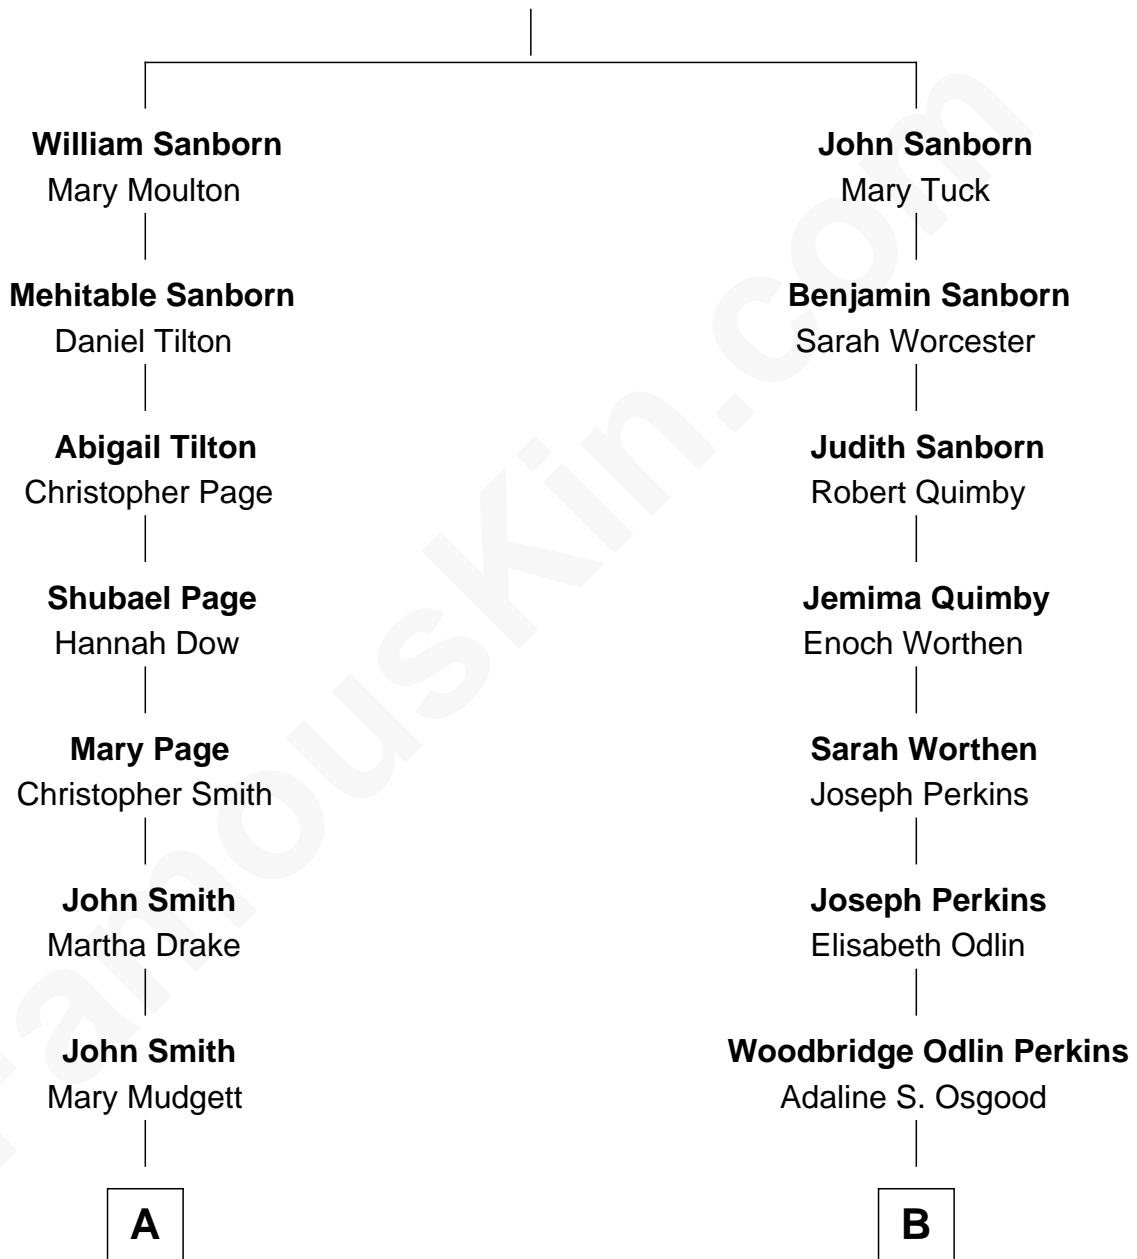 William Sanborn
Mary Moulton
Mehitable Sanborn
Daniel Tilton
Abigail Tilton
Christopher Page
Shubael Page
Hannah Dow
Mary Page
Christopher Smith
John Smith
Martha Drake
John Smith
Mary Mudgett
A
John Sanborn
Mary Tuck
Benjamin Sanborn
Sarah Worcester
Judith Sanborn
Robert Quimby
Jemima Quimby
Enoch Worthen
Sarah Worthen
Joseph Perkins
Joseph Perkins
Elisabeth Odlin
Woodbridge Odlin Perkins
Adaline S. Osgood
B
FamousKin.com